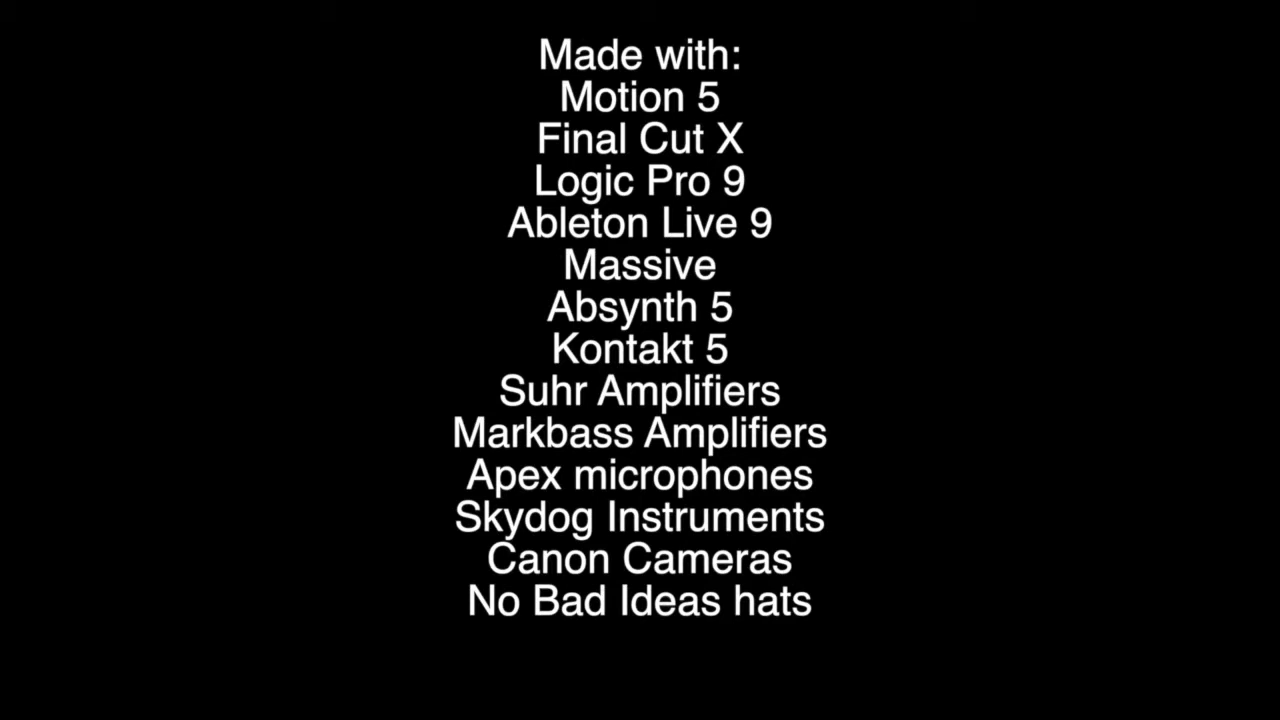 Made with:
Motion 5
Final Cut X
Logic Pro 9
Ableton Live 9
Massive
Absynth 5
Kontakt 5
Suhr Amplifiers
Markbass Amplifiers
Apex microphones
Skydog Instruments
Canon Cameras
No Bad Ideas hats